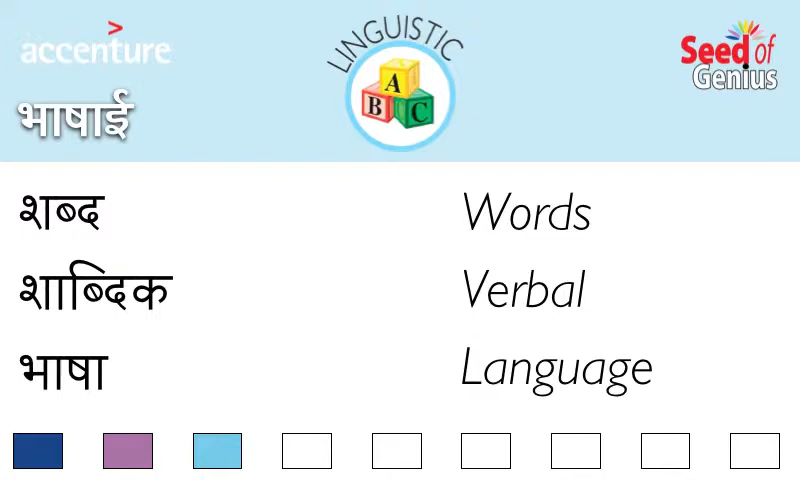 >
accenture
भाषाई
LINGUISTIC
A
B C
Seed of
Genius
शब्द Words
शाब्दिक Verbal
भाषा Language